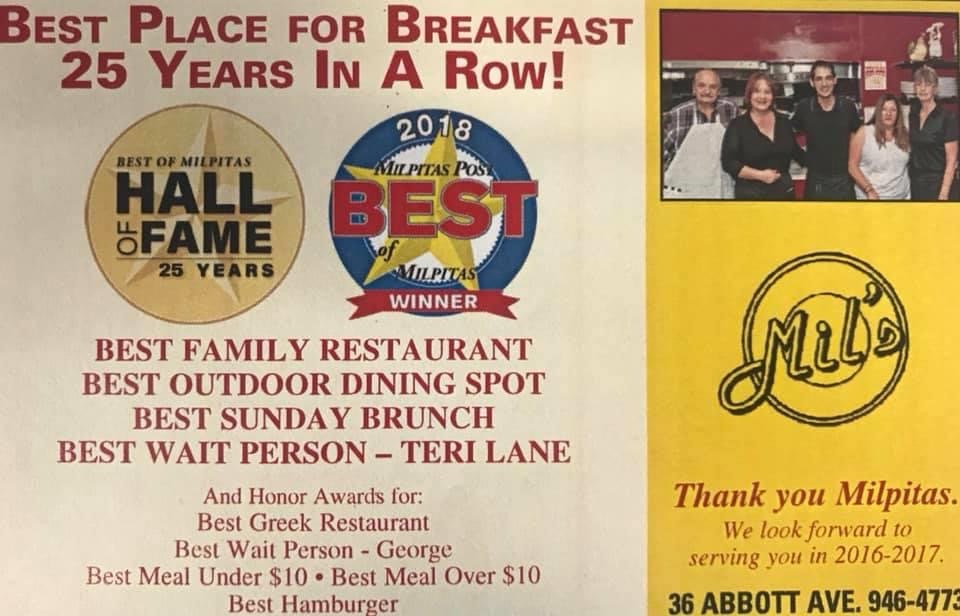 BEST PLACE FOR BREAKFAST
25 YEARS IN A ROW!
BEST OF MILPITAS
HALL
OF FAME
25 YEARS
2018
MILPITAS POST
BEST
of
MILPITAS
WINNER
BEST FAMILY RESTAURANT
BEST OUTDOOR DINING SPOT
BEST SUNDAY BRUNCH
BEST WAIT PERSON – TERI LANE
And Honor Awards for:
Best Greek Restaurant
Best Wait Person - George
Best Meal Under $10 • Best Meal Over $10
Best Hamburger
Mil's
Thank you Milpitas.
We look forward to
serving you in 2016-2017.
36 ABBOTT AVE. 946-4773